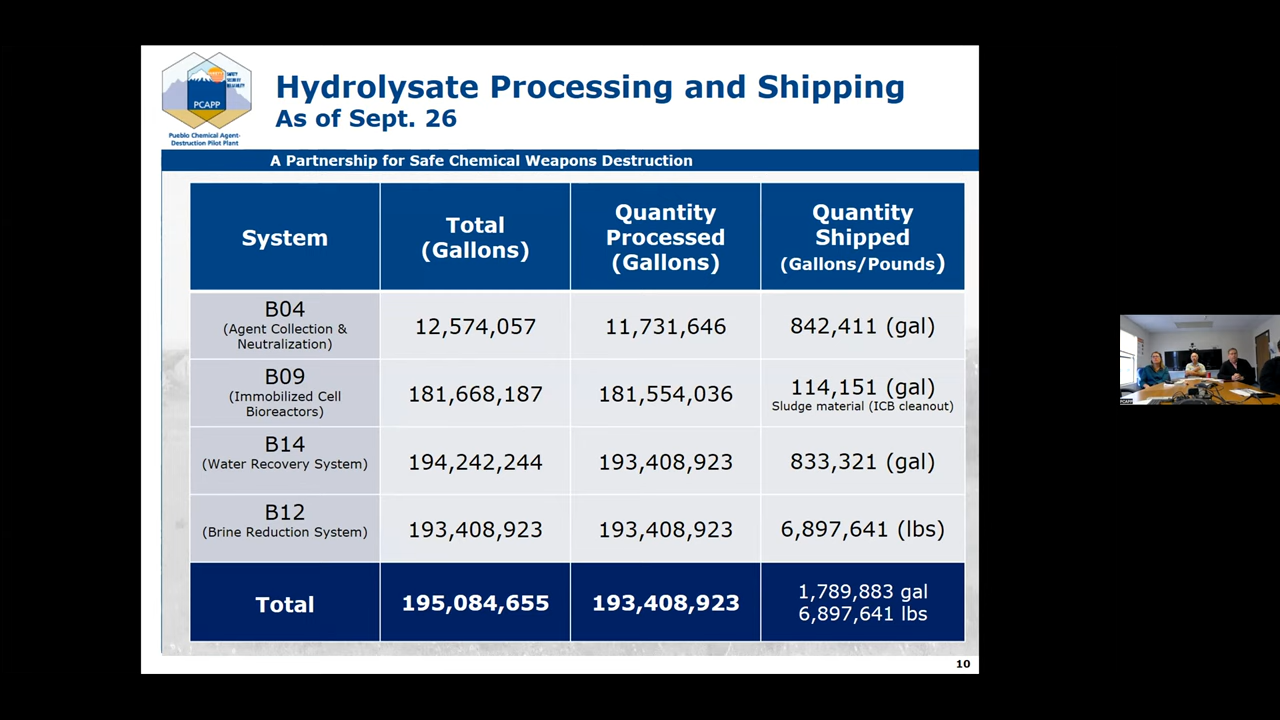 PCAPP
Pueblo Chemical Agent-
Destruction Pilot Plant
Hydrolysate Processing and Shipping
As of Sept. 26
A Partnership for Safe Chemical Weapons Destruction
System
Total
(Gallons)
Quantity
Processed
(Gallons)
Quantity
Shipped
(Gallons/Pounds)
B04
(Agent Collection &
Neutralization)
12,574,057
11,731,646
842,411 (gal)
B09
(Immobilized Cell
Bioreactors)
181,668,187
181,554,036
114,151 (gal)
Sludge material (ICB cleanout)
B14
(Water Recovery System)
194,242,244
193,408,923
833,321 (gal)
B12
(Brine Reduction System)
193,408,923
193,408,923
6,897,641 (lbs)
Total
195,084,655
193,408,923
1,789,883 gal
6,897,641 lbs
10
PCAPP